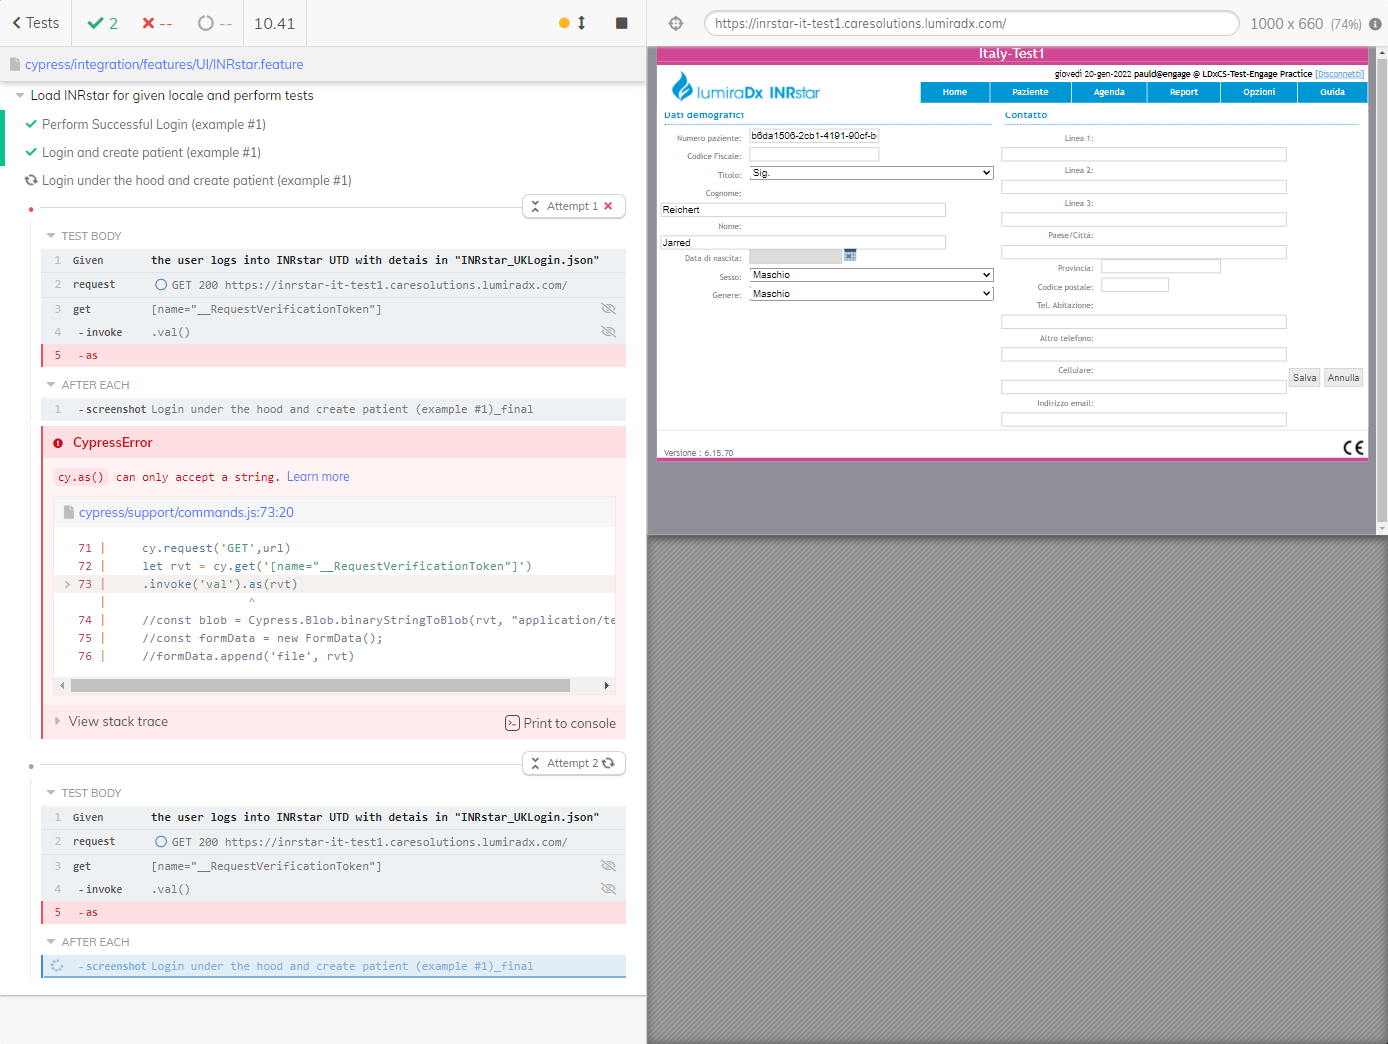 Tests
2
--
--
10.41
https://inrstar-it-test1.caresolutions.lumiradx.com/
1000 x 660 (74%)
cypress/integration/features/UI/INRstar.feature
Load INRstar for given locale and perform tests
Perform Successful Login (example #1)
Login and create patient (example #1)
Login under the hood and create patient (example #1)
Attempt 1
TEST BODY
1 Given the user logs into INRstar UTD with detais in "INRstar_UKLogin.json"
2 request GET 200 https://inrstar-it-test1.caresolutions.lumiradx.com/
3 get [name="__RequestVerificationToken"]
4 - invoke .val()
5 - as
AFTER EACH
1 - screenshot Login under the hood and create patient (example #1)_final
CypressError
cy.as() can only accept a string. Learn more
cypress/support/commands.js:73:20
71 | cy.request('GET',url)
72 | let rvt = cy.get('[name="__RequestVerificationToken"]')
> 73 | .invoke('val').as(rvt)
| ^
74 | //const blob = Cypress.Blob.binaryStringToBlob(rvt, "application/te
75 | //const formData = new FormData();
76 | //formData.append('file', rvt)
View stack trace
Print to console
Attempt 2
TEST BODY
1 Given the user logs into INRstar UTD with detais in "INRstar_UKLogin.json"
2 request GET 200 https://inrstar-it-test1.caresolutions.lumiradx.com/
3 get [name="__RequestVerificationToken"]
4 - invoke .val()
5 - as
AFTER EACH
- screenshot Login under the hood and create patient (example #1)_final
Italy-Test1
giovedì 20-gen-2022 pauld@engage @ LDxCS-Test-Engage Practice [Disconnetti]
lumiraDx INRstar
Home Paziente Agenda Report Opzioni Guida
Dati demografici
Numero paziente: b6da1506-2cb1-4191-90cf-b
Codice Fiscale:
Titolo: Sig.
Cognome:
Reichert
Nome:
Jarred
Data di nascita:
Sesso: Maschio
Genere: Maschio
Contatto
Linea 1:
Linea 2:
Linea 3:
Paese/Città:
Provincia:
Codice postale:
Tel. Abitazione:
Altro telefono:
Cellulare:
Indirizzo email:
Salva Annulla
Versione : 6.15.70
CE